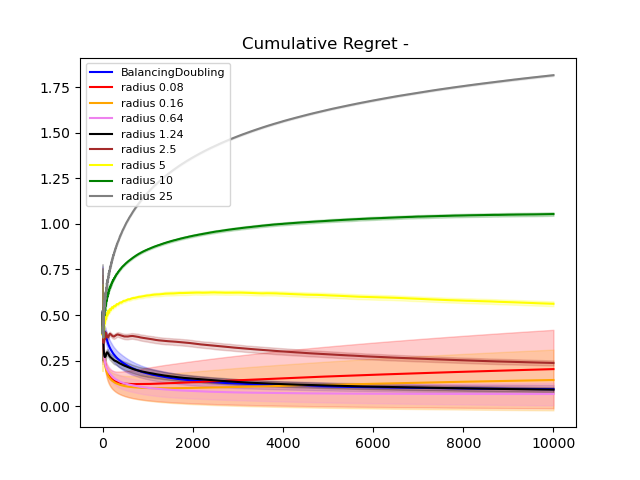 Cumulative Regret -
BalancingDoubling
radius 0.08
radius 0.16
radius 0.64
radius 1.24
radius 2.5
radius 5
radius 10
radius 25
1.75
1.50
1.25
1.00
0.75
0.50
0.25
0.00
0 2000 4000 6000 8000 10000